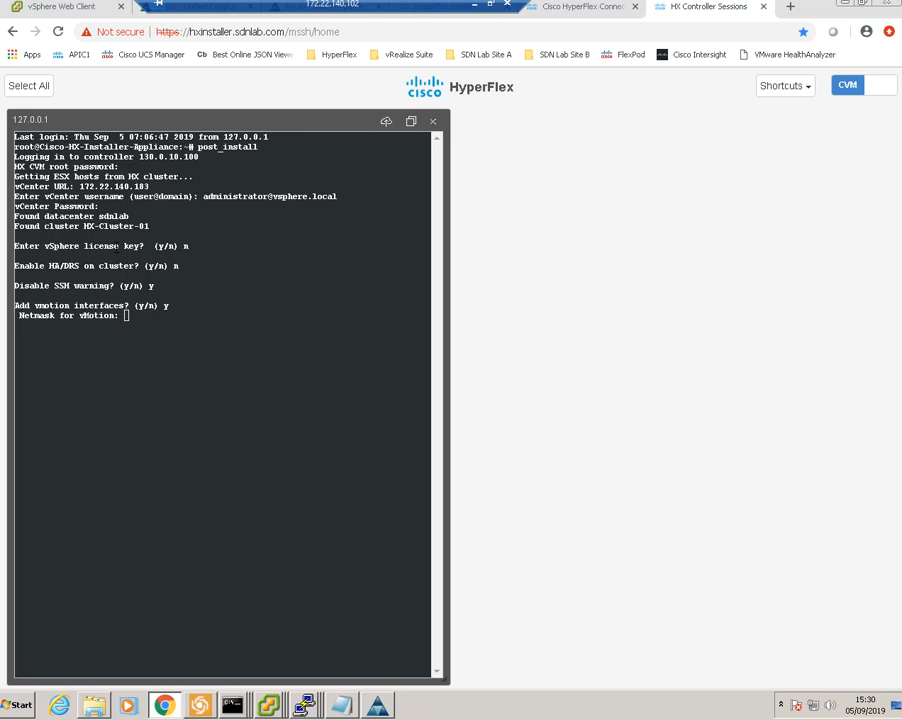 vSphere Web Client
172.22.140.102
Cisco HyperFlex Connec
HX Controller Sessions
Not secure
https://hxinstaller.sdnlab.com/mssh/home
Apps
APIC1
Cisco UCS Manager
Cb Best Online JSON View
HyperFlex
vRealize Suite
SDN Lab Site A
SDN Lab Site B
FlexPod
Cisco Intersight
VMware HealthAnalyzer
Select All
CISCO HyperFlex
Shortcuts
CVM
127.0.0.1
Last login: Thu Sep  5 07:06:47 2019 from 127.0.0.1
root@Cisco-HX-Installer-Appliance:~# post_install
Logging in to controller 130.0.10.100
HX CVM root password:
Getting ESX hosts from HX cluster...
vCenter URL: 172.22.140.183
Enter vCenter username (user@domain): administrator@vsphere.local
vCenter Password:
Found datacenter sdnlab
Found cluster HX-Cluster-01
Enter vSphere license key?  (y/n) n
Enable HA/DRS on cluster? (y/n) n
Disable SSH warning? (y/n) y
Add vmotion interfaces? (y/n) y
Netmask for vMotion:
Start
15:30
05/09/2019